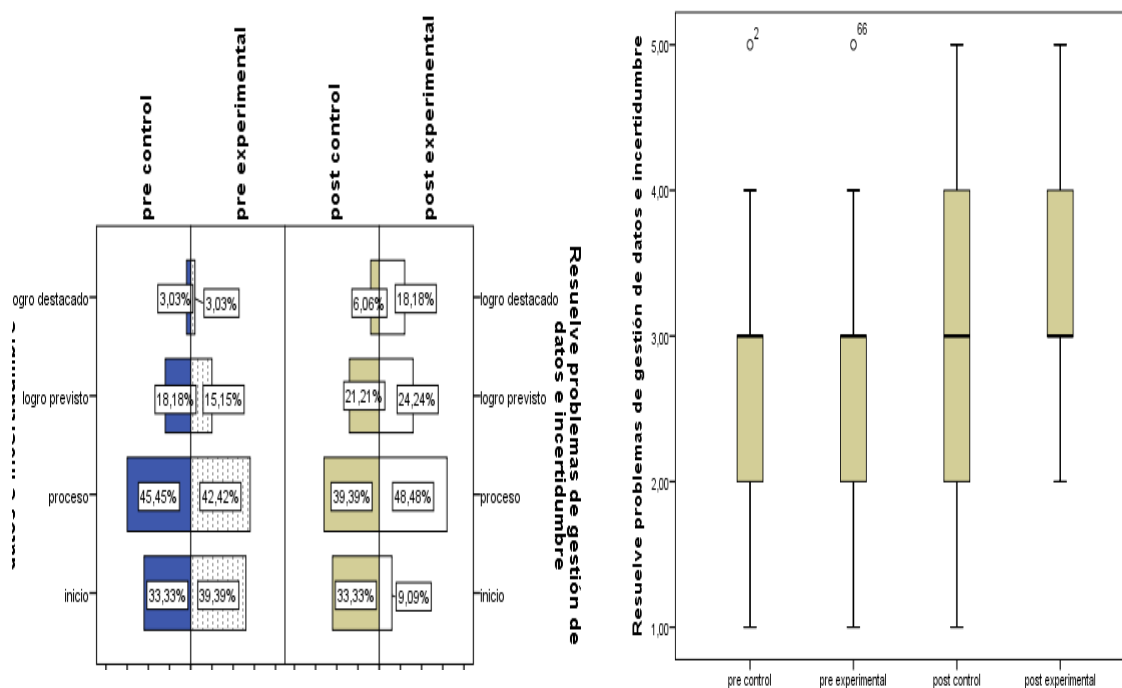 pre control
pre experimental
post control
post experimental
ogro destacado
3,03%
3,03%
6,06%
18,18%
logro destacado
logro previsto
18,18%
15,15%
21,21%
24,24%
logro previsto
proceso
45,45%
42,42%
39,39%
48,48%
proceso
inicio
33,33%
39,39%
33,33%
9,09%
inicio
datos e incertidumbre
Resuelve problemas de gestión de
datos e incertidumbre
Resuelve problemas de gestión de datos e incertidumbre
5,00
4,00
3,00
2,00
1,00
2
66
pre control
pre experimental
post control
post experimental